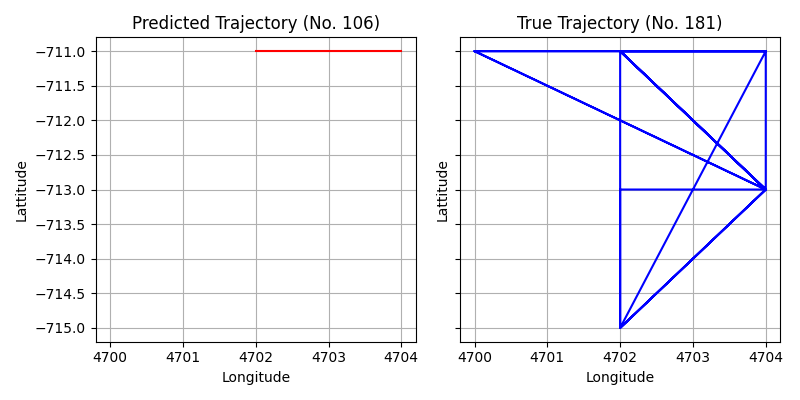 Predicted Trajectory (No. 106)
True Trajectory (No. 181)
−711.0
−711.5
−712.0
−712.5
−713.0
−713.5
−714.0
−714.5
−715.0
Lattitude
Lattitude
4700 4701 4702 4703 4704
4700 4701 4702 4703 4704
Longitude
Longitude